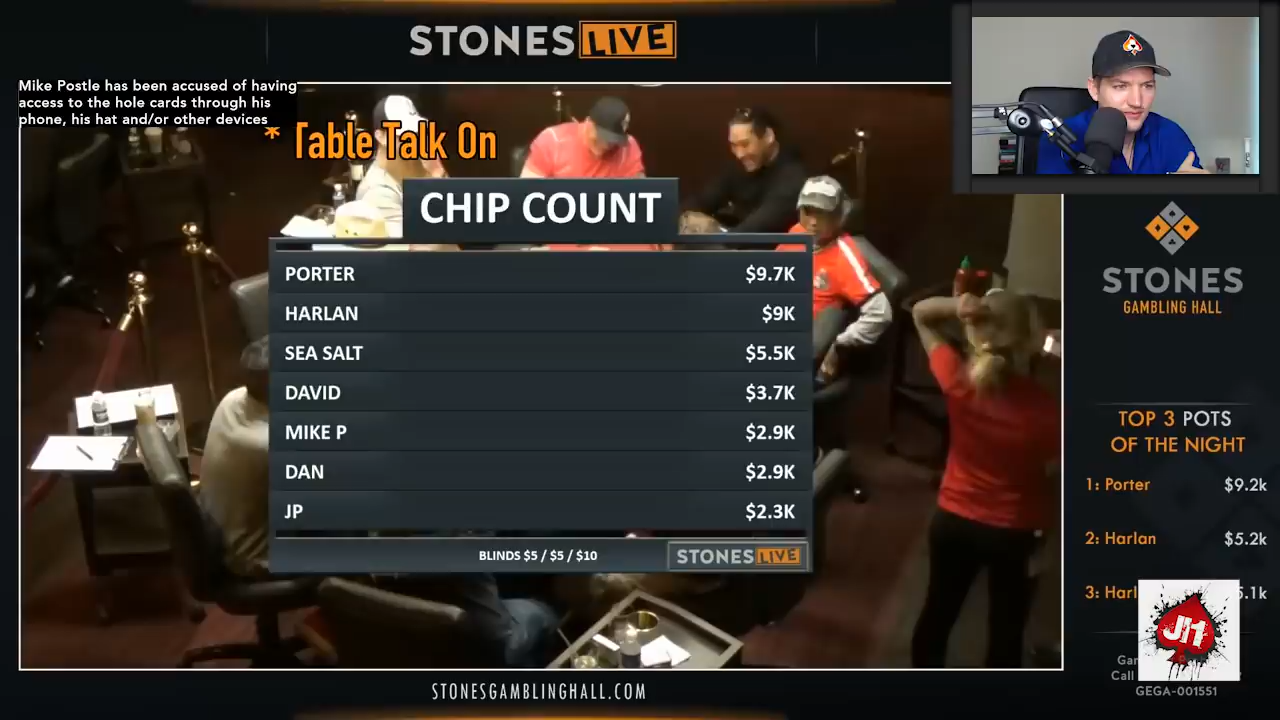 STONES LIVE
Mike Postle has been accused of having
access to the hole cards through his
phone, his hat and/or other devices
* Table Talk On
CHIP COUNT
PORTER $9.7K
HARLAN $9K
SEA SALT $5.5K
DAVID $3.7K
MIKE P $2.9K
DAN $2.9K
JP $2.3K
BLINDS $5 / $5 / $10
STONES LIVE
STONES
GAMBLING HALL
TOP 3 POTS
OF THE NIGHT
1: Porter $9.2k
2: Harlan $5.2k
3: .1k
Call
GEGA-001551
STONESGAMBLINGHALL.COM